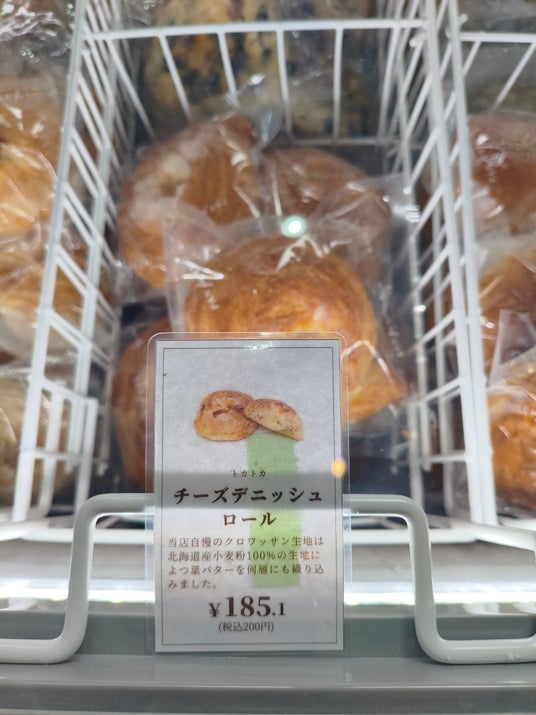 トカトカ
チーズデニッシュ
ロール
当店自慢のクロワッサン生地は
北海道産小麦粉100%の生地に
よつ葉バターを何層にも織り込
みました。
¥185.1
(税込200円)